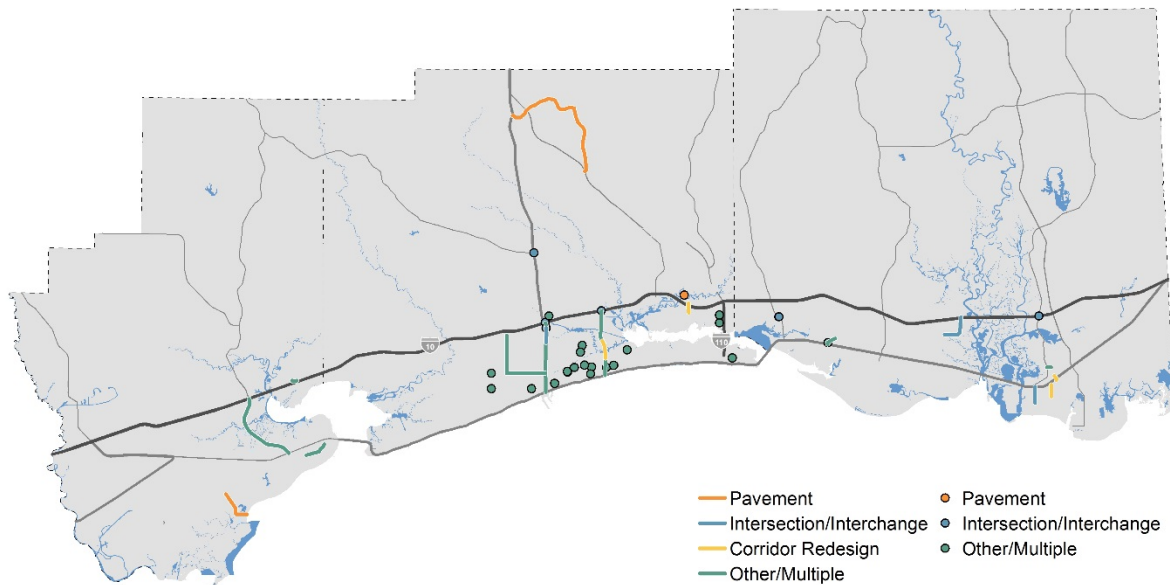 10
110
Pavement
Intersection/Interchange
Corridor Redesign
Other/Multiple
Pavement
Intersection/Interchange
Other/Multiple